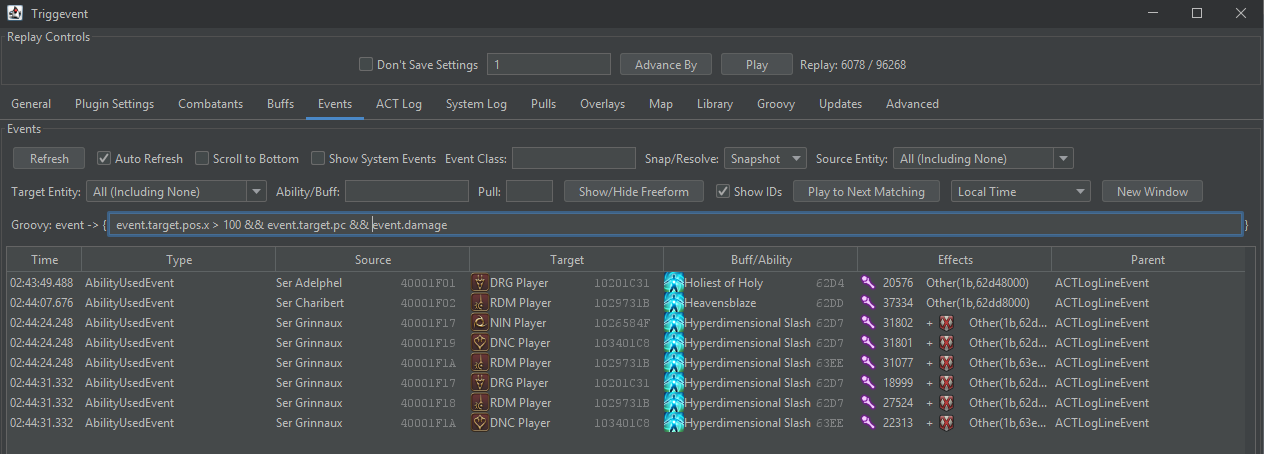 Triggevent
Replay Controls
Don't Save Settings 1 Advance By Play Replay: 6078 / 96268
General Plugin Settings Combatants Buffs Events ACT Log System Log Pulls Overlays Map Library Groovy Updates Advanced
Events
Refresh Auto Refresh Scroll to Bottom Show System Events Event Class: Snap/Resolve: Snapshot Source Entity: All (Including None)
Target Entity: All (Including None) Ability/Buff: Pull: Show/Hide Freeform Show IDs Play to Next Matching Local Time New Window
Groovy: event -> { event.target.pos.x > 100 && event.target.pc && event.damage }
Time Type Source Target Buff/Ability Effects Parent
02:43:49.488 AbilityUsedEvent Ser Adelphel 40001F01 DRG Player 10201C31 Holiest of Holy 62D4 20576 Other(1b,62d48000) ACTLogLineEvent
02:44:07.676 AbilityUsedEvent Ser Charibert 40001F02 RDM Player 1029731B Heavensblaze 62DD 37334 Other(1b,62dd8000) ACTLogLineEvent
02:44:24.248 AbilityUsedEvent Ser Grinnaux 40001F17 NIN Player 1026584F Hyperdimensional Slash 62D7 31802 + Other(1b,62d... ACTLogLineEvent
02:44:24.248 AbilityUsedEvent Ser Grinnaux 40001F19 DNC Player 103401C8 Hyperdimensional Slash 62D7 31801 + Other(1b,62d... ACTLogLineEvent
02:44:24.248 AbilityUsedEvent Ser Grinnaux 40001F1A RDM Player 1029731B Hyperdimensional Slash 63EE 31077 + Other(1b,63e... ACTLogLineEvent
02:44:31.332 AbilityUsedEvent Ser Grinnaux 40001F17 DRG Player 10201C31 Hyperdimensional Slash 62D7 18999 + Other(1b,62d... ACTLogLineEvent
02:44:31.332 AbilityUsedEvent Ser Grinnaux 40001F18 RDM Player 1029731B Hyperdimensional Slash 62D7 27524 + Other(1b,62d... ACTLogLineEvent
02:44:31.332 AbilityUsedEvent Ser Grinnaux 40001F1A DNC Player 103401C8 Hyperdimensional Slash 63EE 22313 + Other(1b,63e... ACTLogLineEvent